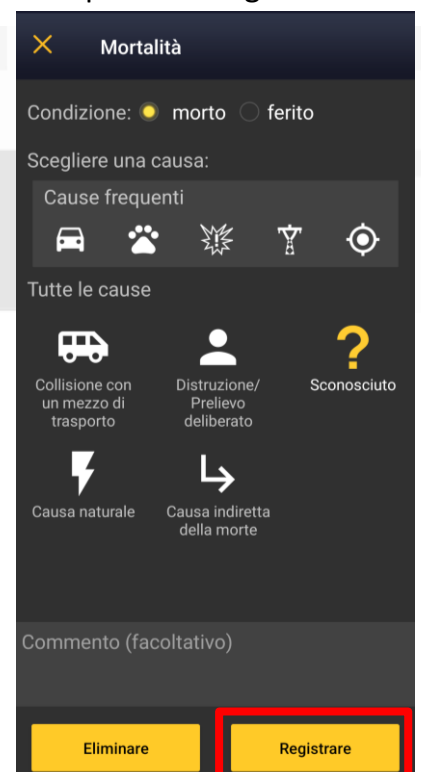 Mortalità
Condizione: morto ferito
Scegliere una causa:
Cause frequenti
Tutte le cause
Collisione con
un mezzo di
trasporto
Distruzione/
Prelievo
deliberato
Sconosciuto
Causa naturale
Causa indiretta
della morte
Commento (facoltativo)
Eliminare
Registrare